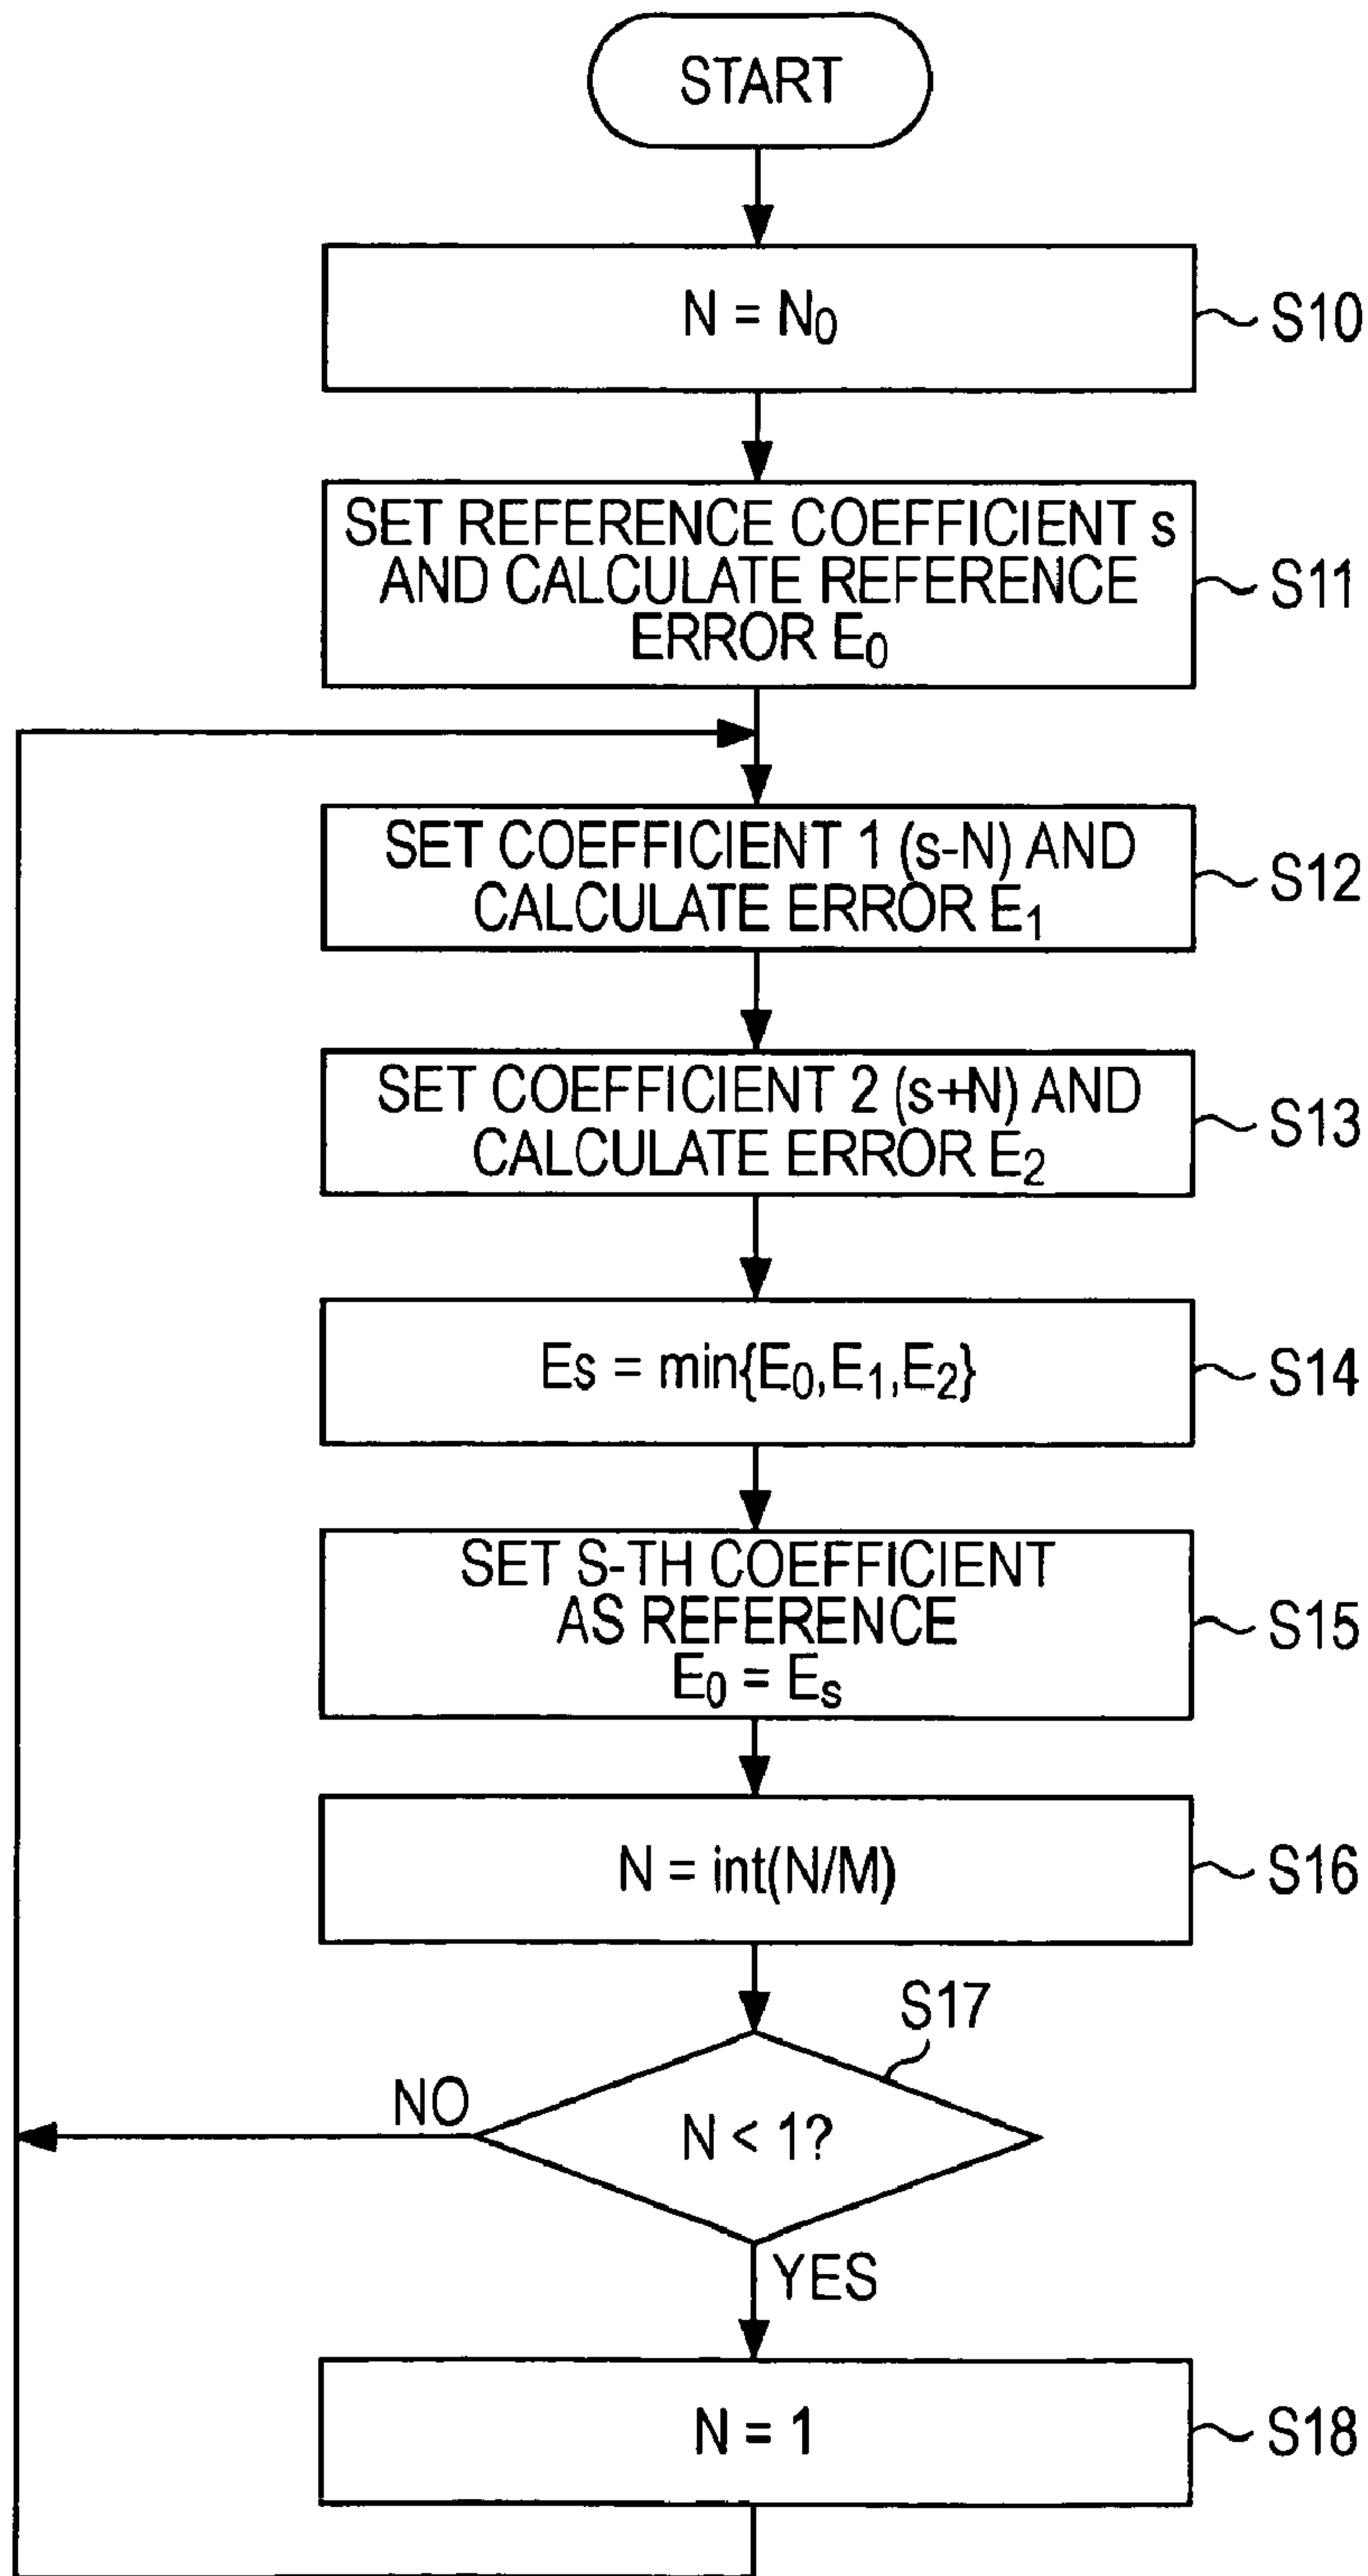 START
N = N₀
S10
SET REFERENCE COEFFICIENT s
AND CALCULATE REFERENCE
ERROR E₀
S11
SET COEFFICIENT 1 (s-N) AND
CALCULATE ERROR E₁
S12
SET COEFFICIENT 2 (s+N) AND
CALCULATE ERROR E₂
S13
Es = min{E₀,E₁,E₂}
S14
SET S-TH COEFFICIENT
AS REFERENCE
E₀ = Eₛ
S15
N = int(N/M)
S16
S17
NO
N < 1?
YES
N = 1
S18